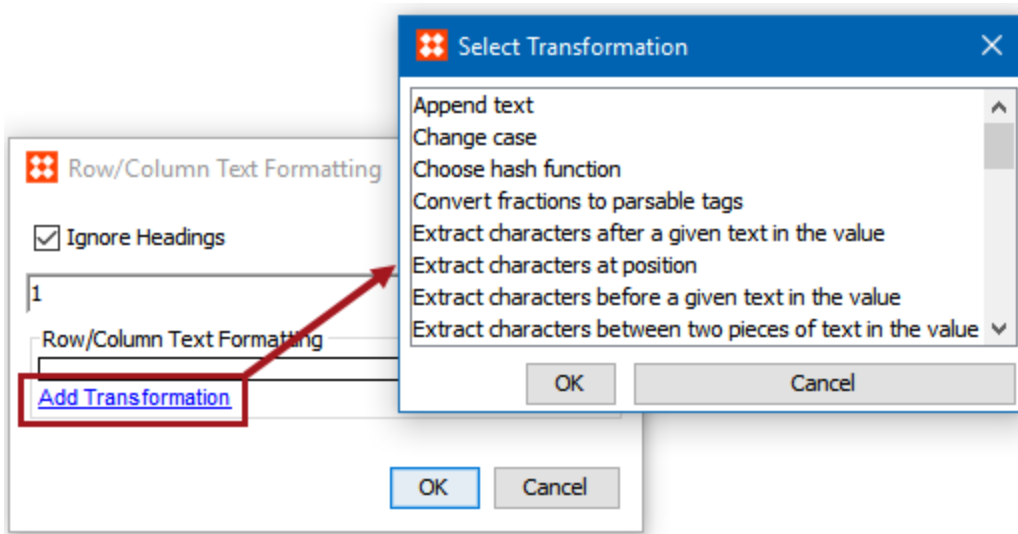 Select Transformation
Append text
Change case
Choose hash function
Convert fractions to parsable tags
Extract characters after a given text in the value
Extract characters at position
Extract characters before a given text in the value
Extract characters between two pieces of text in the value
OK
Cancel
Row/Column Text Formatting
Ignore Headings
1
Row/Column Text Formatting
Add Transformation
OK
Cancel